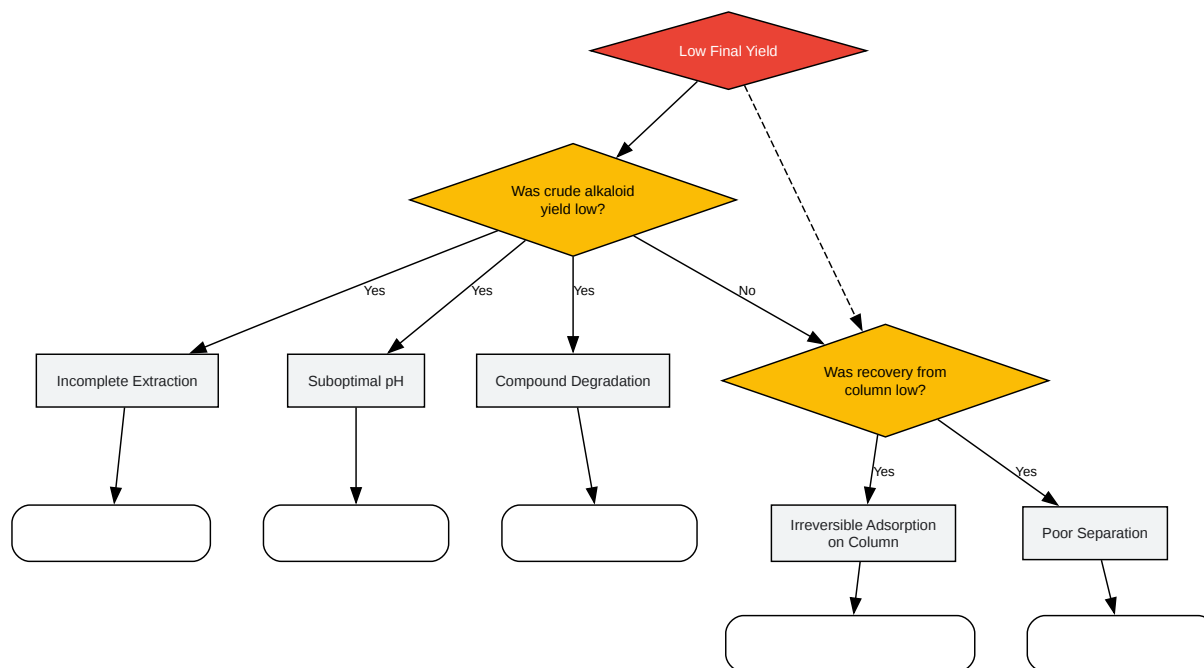 Low Final Yield
Was crude alkaloid
yield low?
Yes
Yes
Yes
No
Incomplete Extraction
Suboptimal pH
Compound Degradation
Was recovery from
column low?
Yes
Yes
Irreversible Adsorption
on Column
Poor Separation